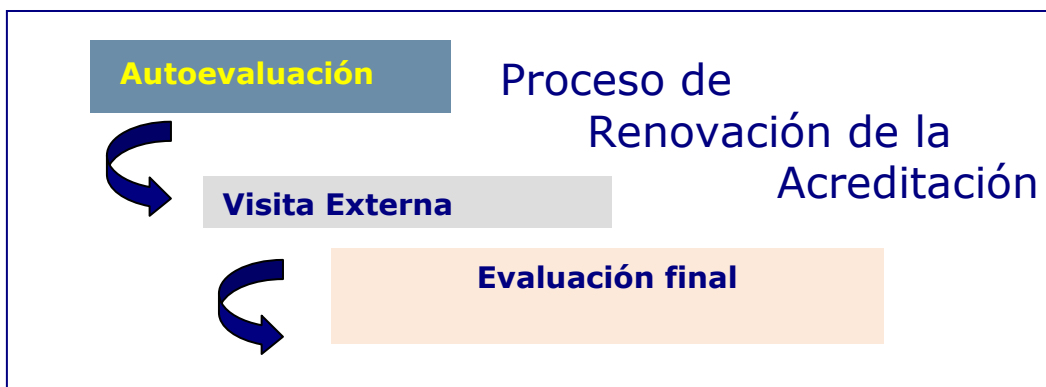 Autoevaluación
Proceso de
Renovación de la
Acreditación
Visita Externa
Evaluación final